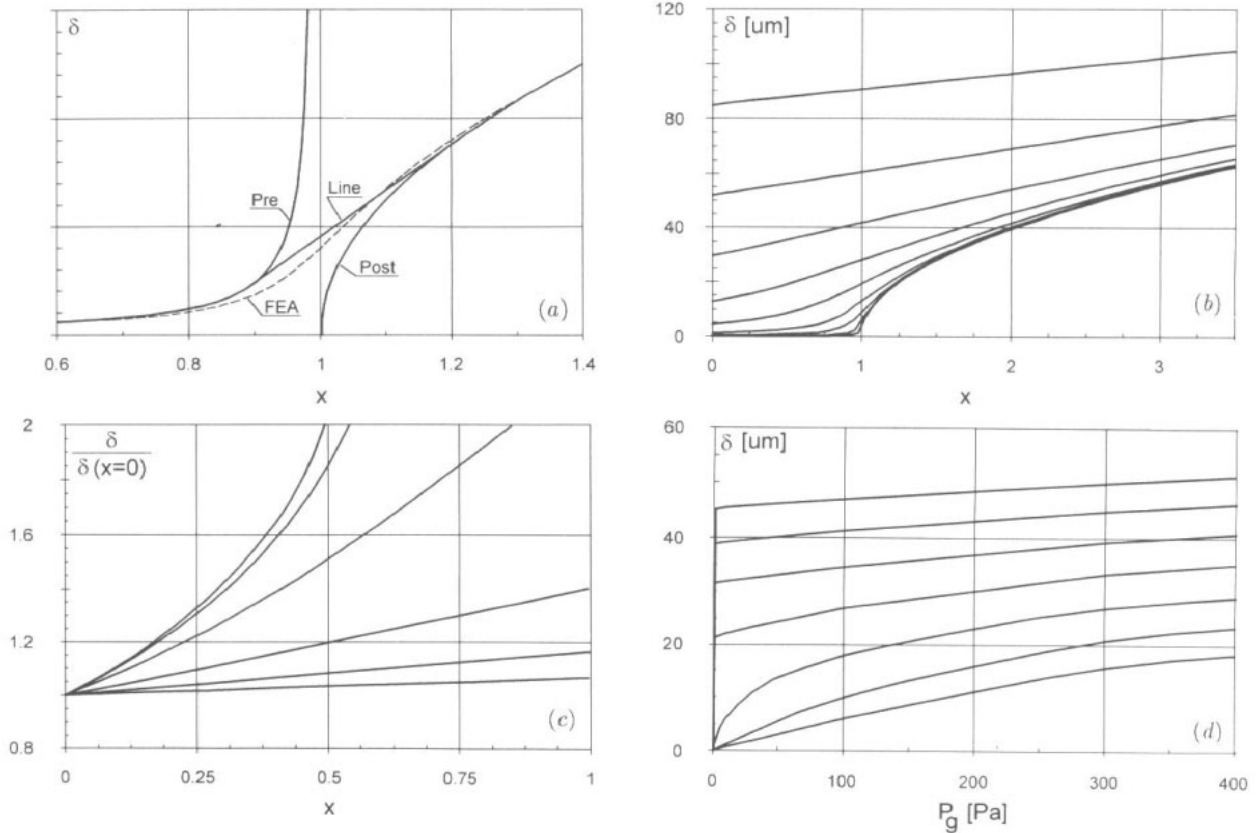 δ
Pre
Line
Post
FEA
(a)
0.6 0.8 1 1.2 1.4
x
120
δ [um]
80
40
0
(b)
0 1 2 3
x
2
δ
δ(x=0)
1.6
1.2
0.8
(c)
0 0.25 0.5 0.75 1
x
60
δ [um]
40
20
0
(d)
0 100 200 300 400
Pg [Pa]